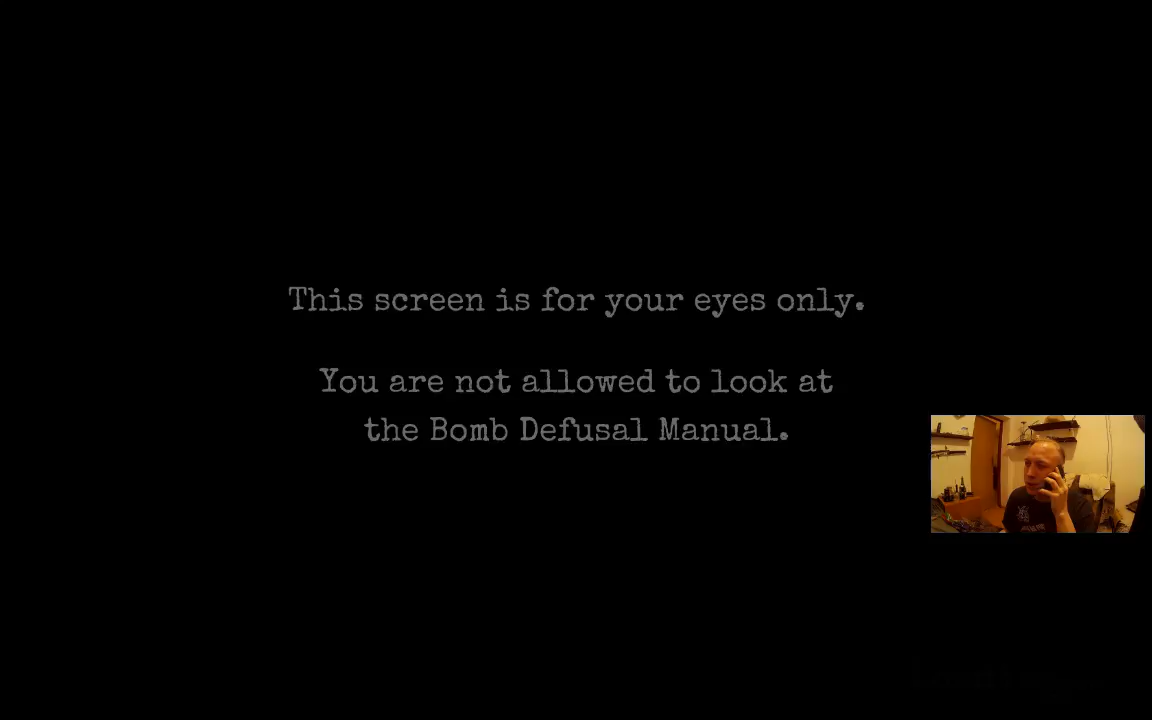 This screen is for your eyes only.
You are not allowed to look at
the Bomb Defusal Manual.